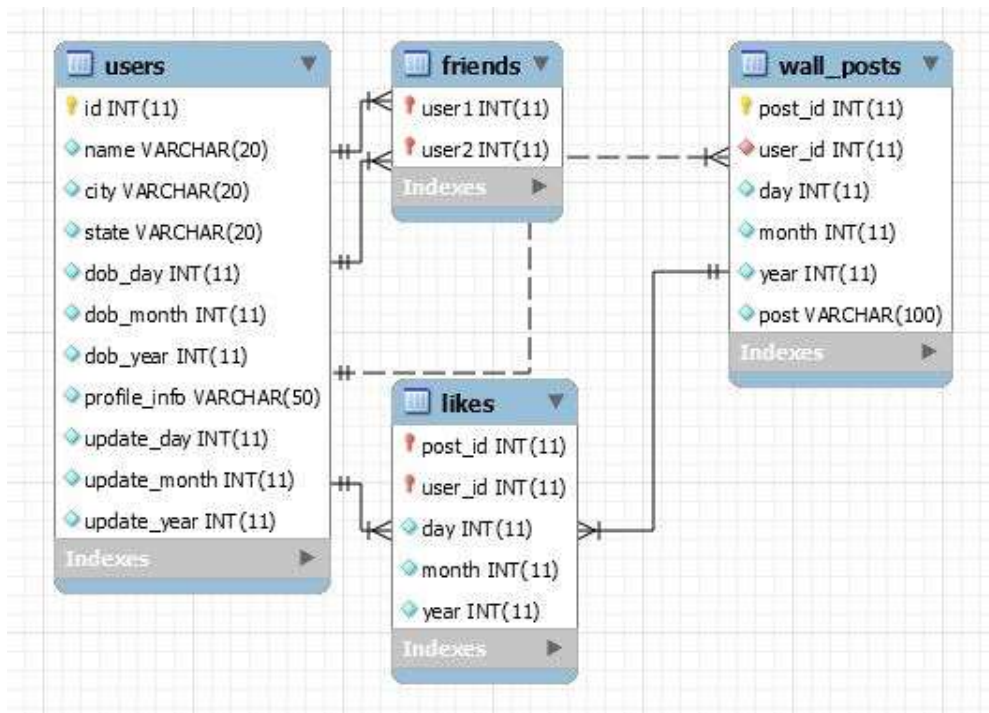 users
id INT(11)
name VARCHAR(20)
city VARCHAR(20)
state VARCHAR(20)
dob_day INT(11)
dob_month INT(11)
dob_year INT(11)
profile_info VARCHAR(50)
update_day INT(11)
update_month INT(11)
update_year INT(11)
Indexes
friends
user1 INT(11)
user2 INT(11)
Indexes
likes
post_id INT(11)
user_id INT(11)
day INT(11)
month INT(11)
year INT(11)
Indexes
wall_posts
post_id INT(11)
user_id INT(11)
day INT(11)
month INT(11)
year INT(11)
post VARCHAR(100)
Indexes